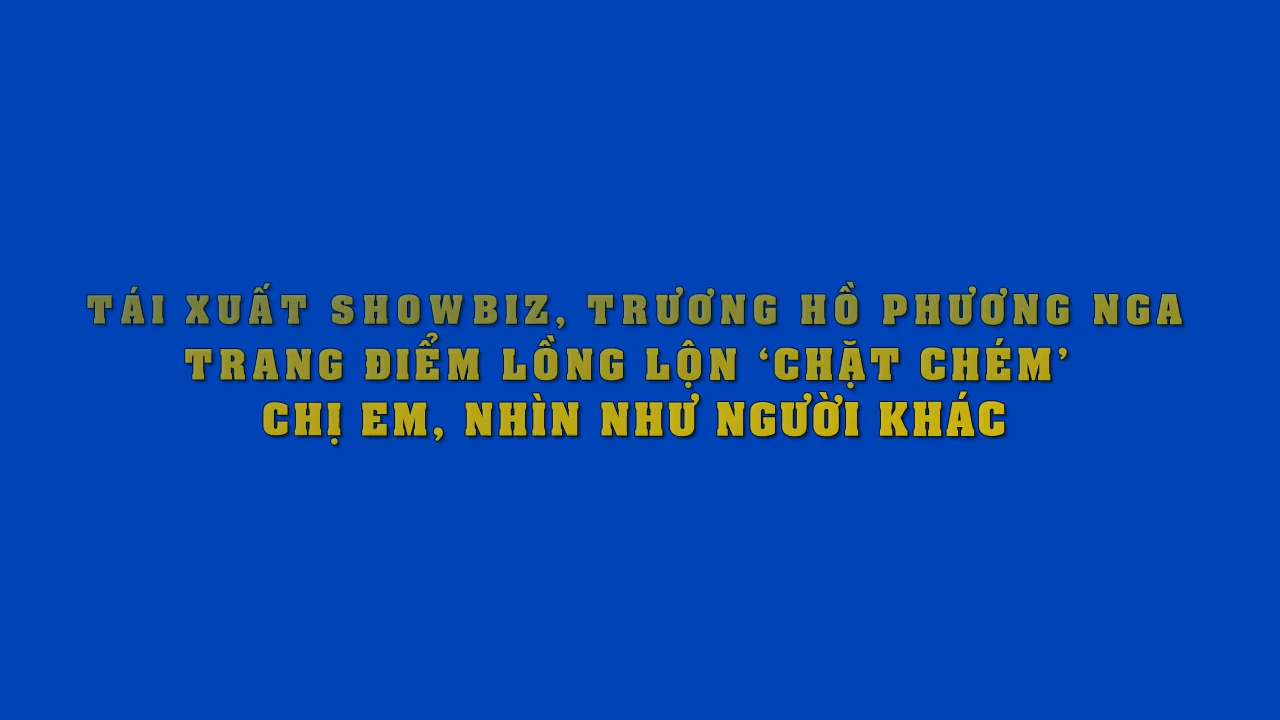 TÁI XUẤT SHOWBIZ, TRƯƠNG HỒ PHƯƠNG NGA
TRANG ĐIỂM LỒNG LỘN ‘CHẶT CHÉM’
CHỊ EM, NHÌN NHƯ NGƯỜI KHÁC